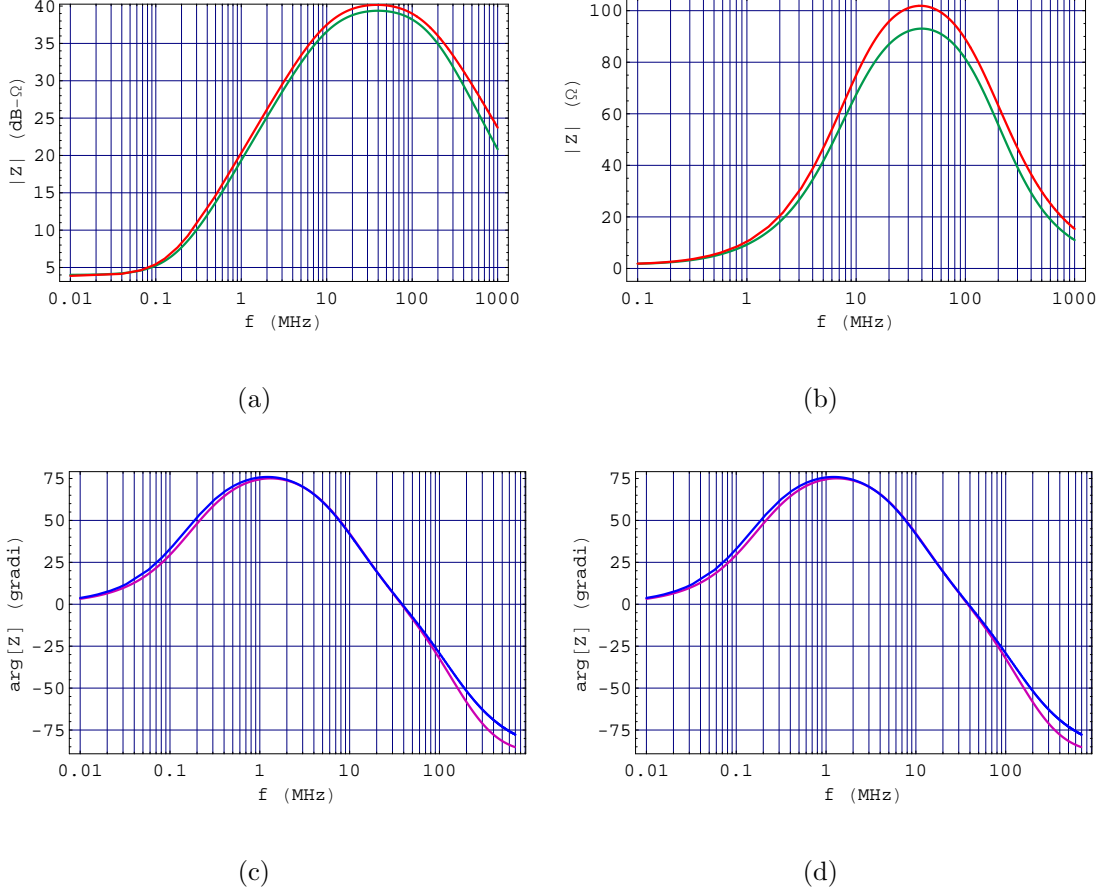 40
35
30
25
20
15
10
5
|Z| (dB-Ω)
0.01 0.1 1 10 100 1000
f (MHz)
(a)
100
80
60
40
20
0
|Z| (Ω)
0.1 1 10 100 1000
f (MHz)
(b)
75
50
25
0
-25
-50
-75
arg[Z] (gradi)
0.01 0.1 1 10 100
f (MHz)
(c)
75
50
25
0
-25
-50
-75
arg[Z] (gradi)
0.01 0.1 1 10 100
f (MHz)
(d)